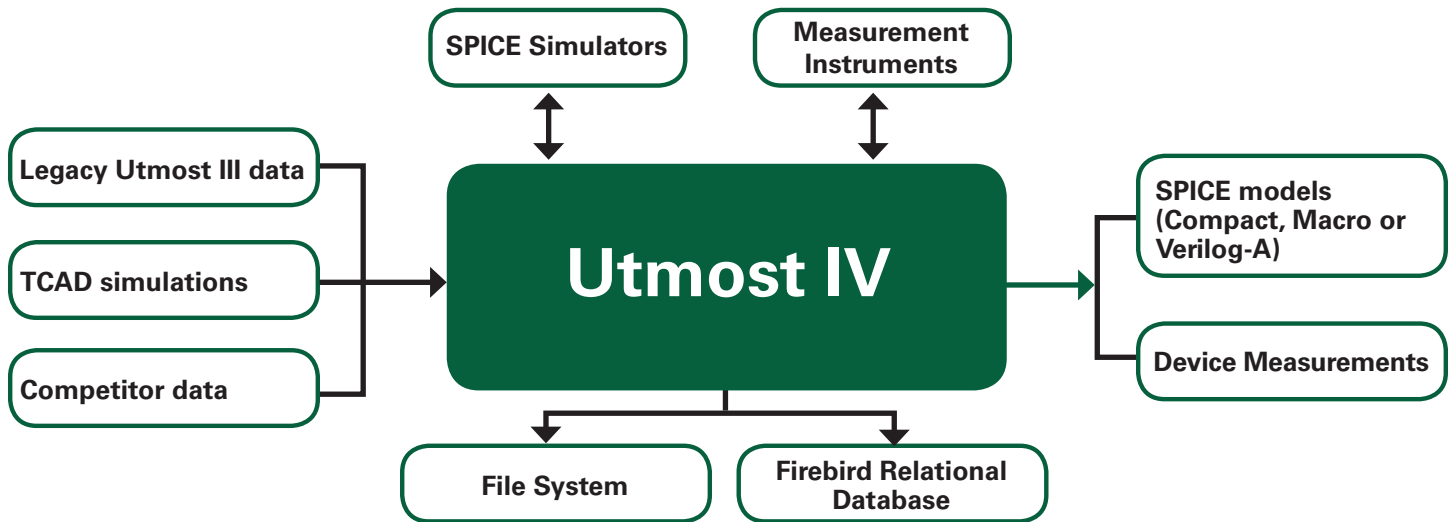 SPICE Simulators
Measurement
Instruments
Legacy Utmost III data
TCAD simulations
Competitor data
Utmost IV
SPICE models
(Compact, Macro or
Verilog-A)
Device Measurements
File System
Firebird Relational
Database